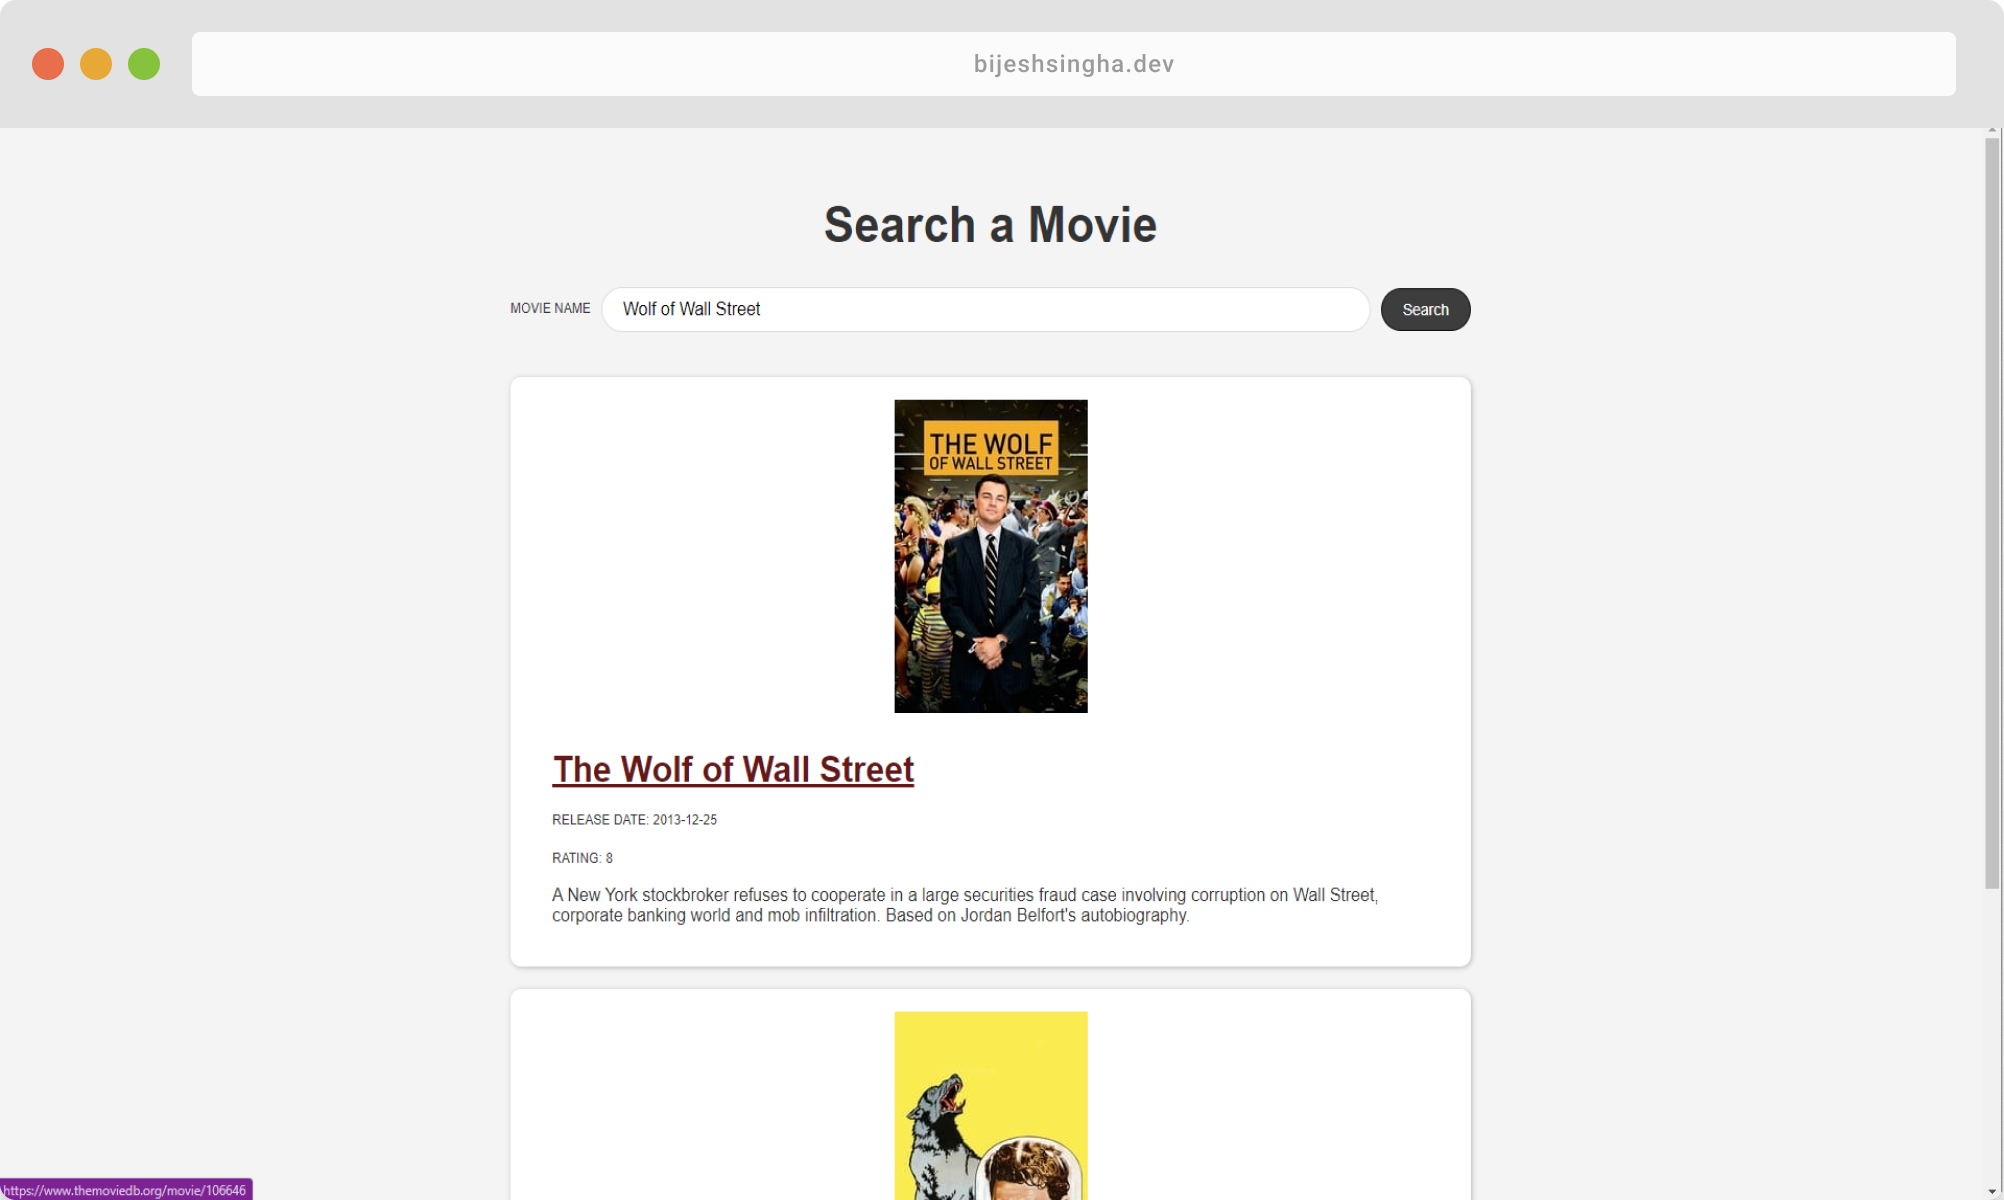 bijeshsingha.dev
Search a Movie
MOVIE NAME
Wolf of Wall Street
Search
THE WOLF
OF WALL STREET
The Wolf of Wall Street
RELEASE DATE: 2013-12-25
RATING: 8
A New York stockbroker refuses to cooperate in a large securities fraud case involving corruption on Wall Street,
corporate banking world and mob infiltration. Based on Jordan Belfort's autobiography.
https://www.themoviedb.org/movie/106646